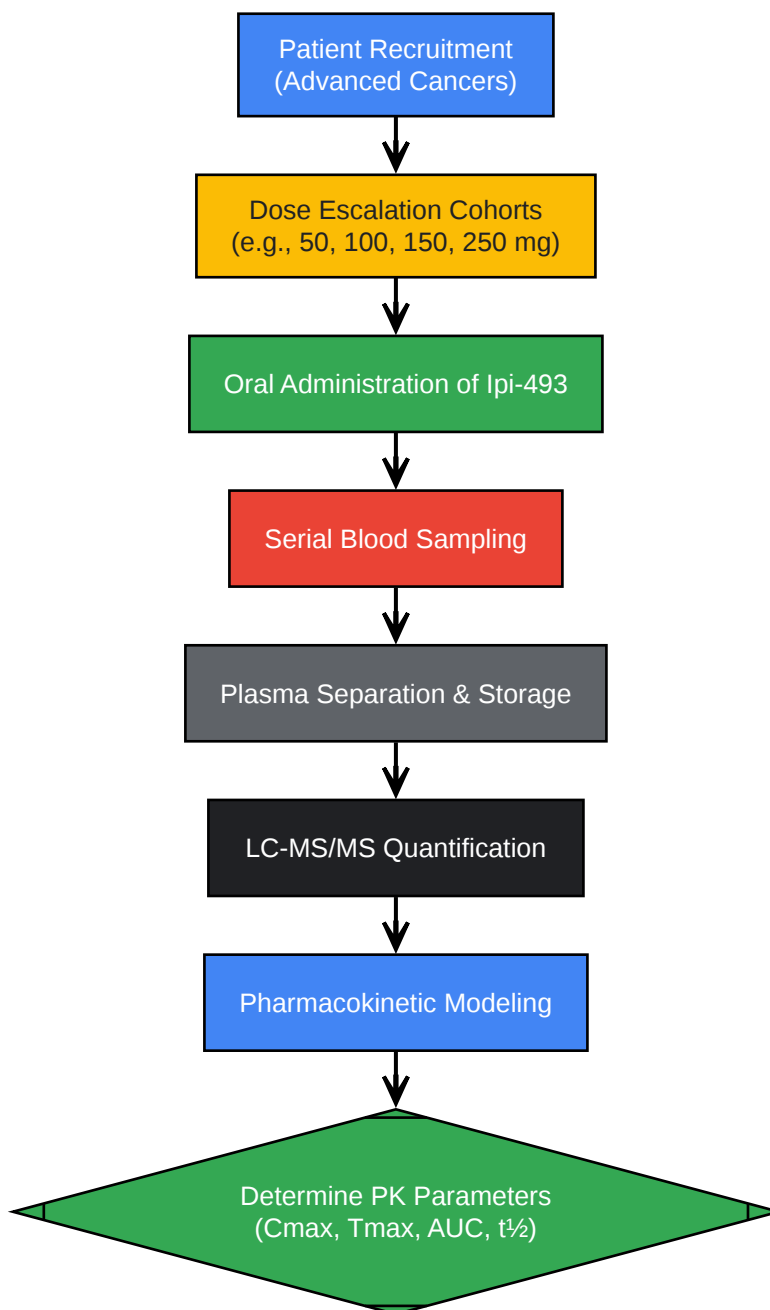 Patient Recruitment
(Advanced Cancers)
Dose Escalation Cohorts
(e.g., 50, 100, 150, 250 mg)
Oral Administration of Ipi-493
Serial Blood Sampling
Plasma Separation & Storage
LC-MS/MS Quantification
Pharmacokinetic Modeling
Determine PK Parameters
(Cmax, Tmax, AUC, t½)